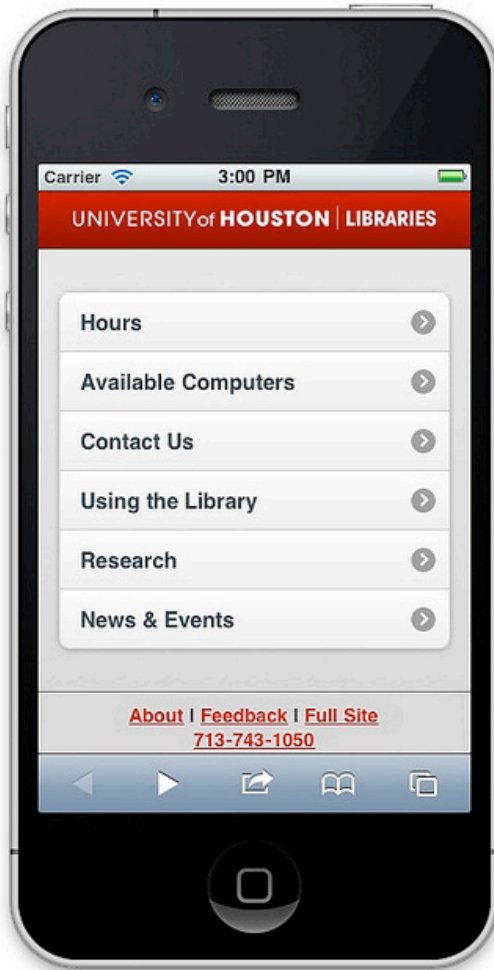 Carrier 3:00 PM
UNIVERSITYof HOUSTON | LIBRARIES
Hours
Available Computers
Contact Us
Using the Library
Research
News & Events
About | Feedback | Full Site
713-743-1050